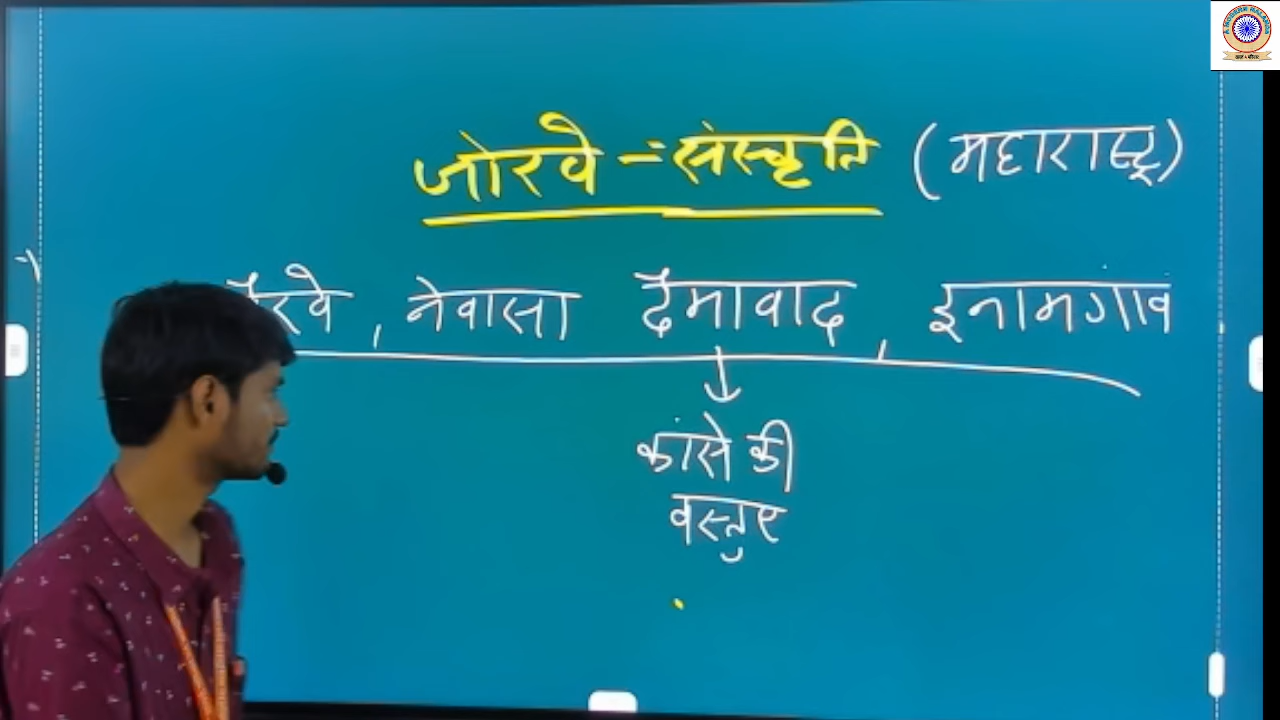 जोरवे - संस्कृति (महाराष्ट्र)
नेवासा दैमावाद, इनामगांव
कांसे की
वस्तुए